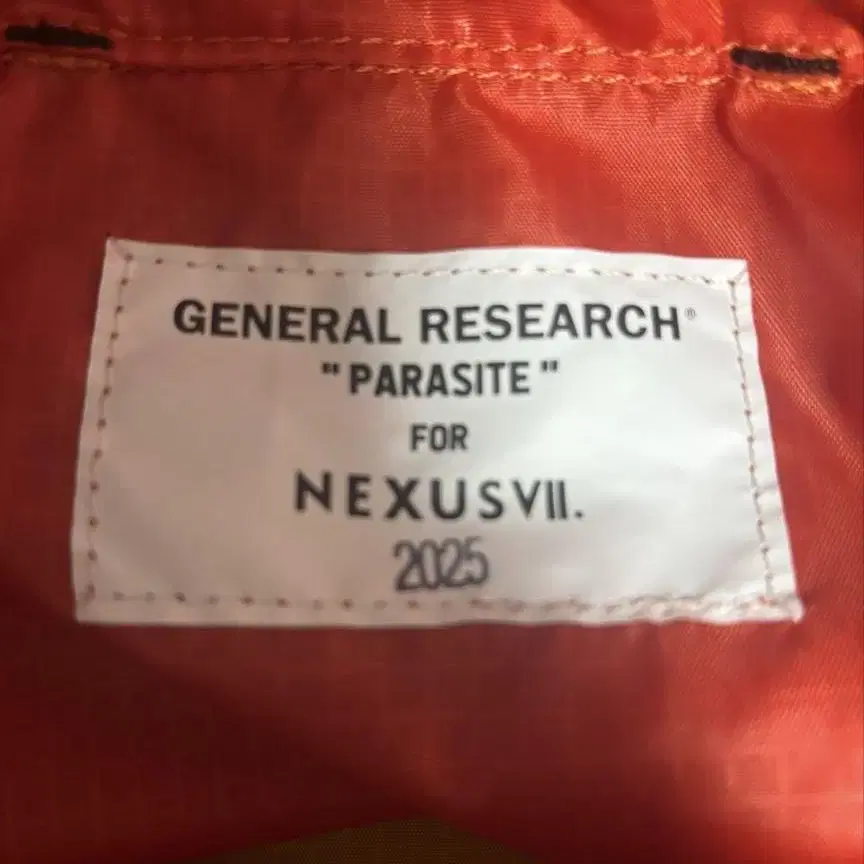 GENERAL RESEARCH®
"PARASITE"
FOR
NEXUSVII.
2025